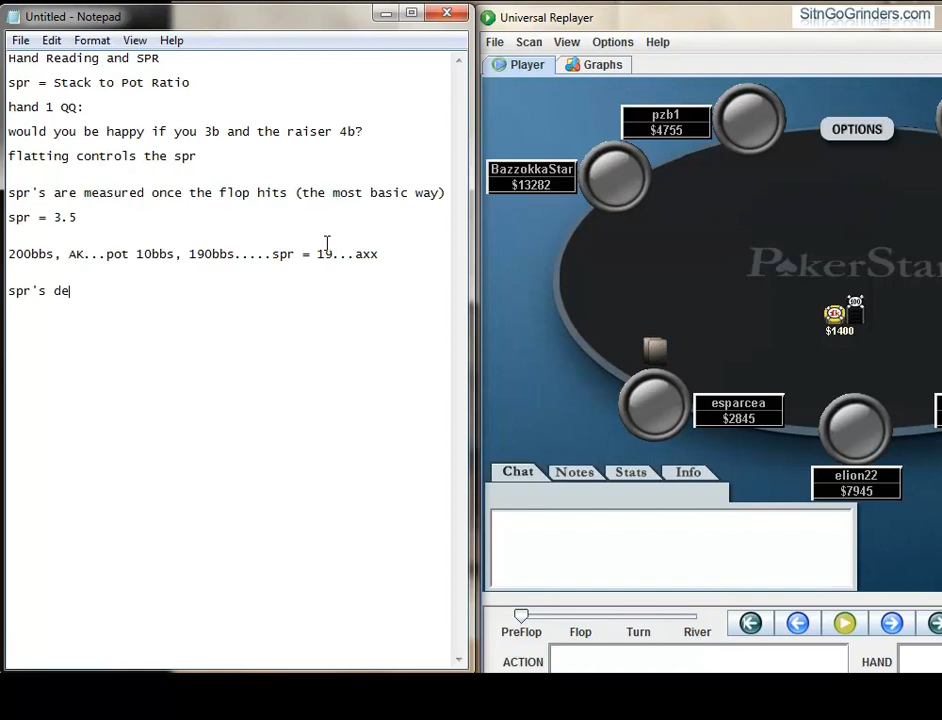 Untitled - Notepad
File Edit Format View Help
Hand Reading and SPR
spr = Stack to Pot Ratio
hand 1 QQ:
would you be happy if you 3b and the raiser 4b?
flatting controls the spr
spr's are measured once the flop hits (the most basic way)
spr = 3.5
200bbs, AK...pot 10bbs, 190bbs.....spr = 19...axx
spr's de
Universal Replayer
SitnGoGrinders.com
File Scan View Options Help
Player Graphs
pzb1
$4755
OPTIONS
BazzokkaStar
$13282
PokerStar
$1400
esparcea
$2845
elion22
$7945
Chat Notes Stats Info
PreFlop Flop Turn River
ACTION HAND